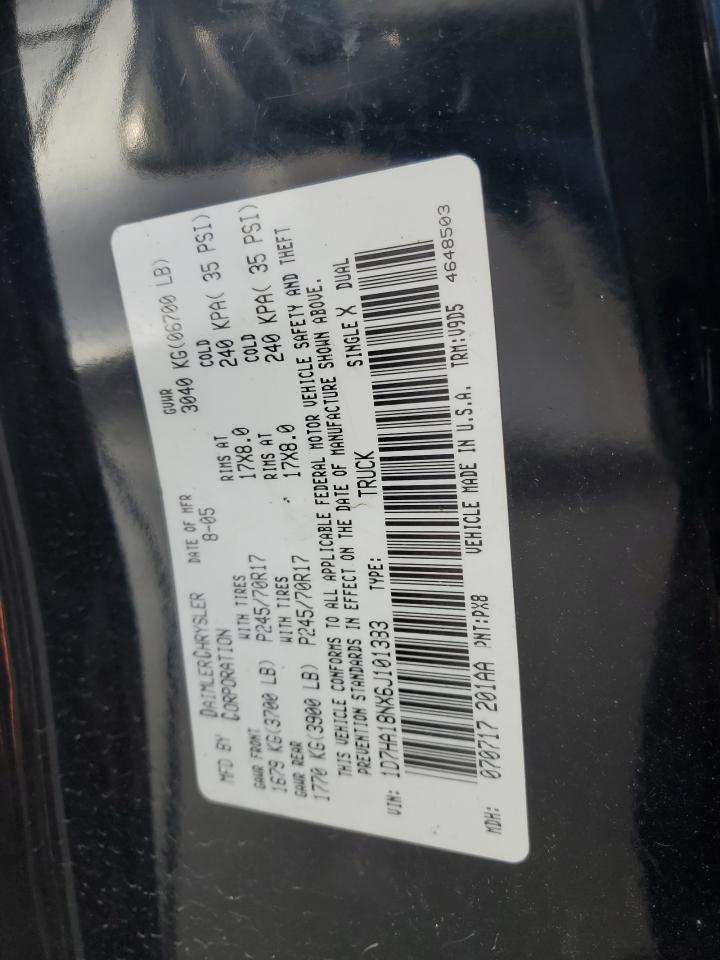 MFD BY DAIMLERCHRYSLER CORPORATION DATE OF MFR 8-05 GVWR 3040 KG(06700 LB)
GAWR FRONT WITH TIRES RIMS AT COLD
1679 KG(3700 LB) P245/70R17 17X8.0 240 KPA( 35 PSI)
GAWR REAR WITH TIRES RIMS AT COLD
1770 KG(3900 LB) P245/70R17 17X8.0 240 KPA( 35 PSI)
THIS VEHICLE CONFORMS TO ALL APPLICABLE FEDERAL MOTOR VEHICLE SAFETY AND THEFT
PREVENTION STANDARDS IN EFFECT ON THE DATE OF MANUFACTURE SHOWN ABOVE.
VIN: 1D7HA18NX6J101383 TYPE: TRUCK SINGLE X DUAL
MDH: 070717 201AA PNT:PX8 VEHICLE MADE IN U.S.A. TRM:V9D5
4648503